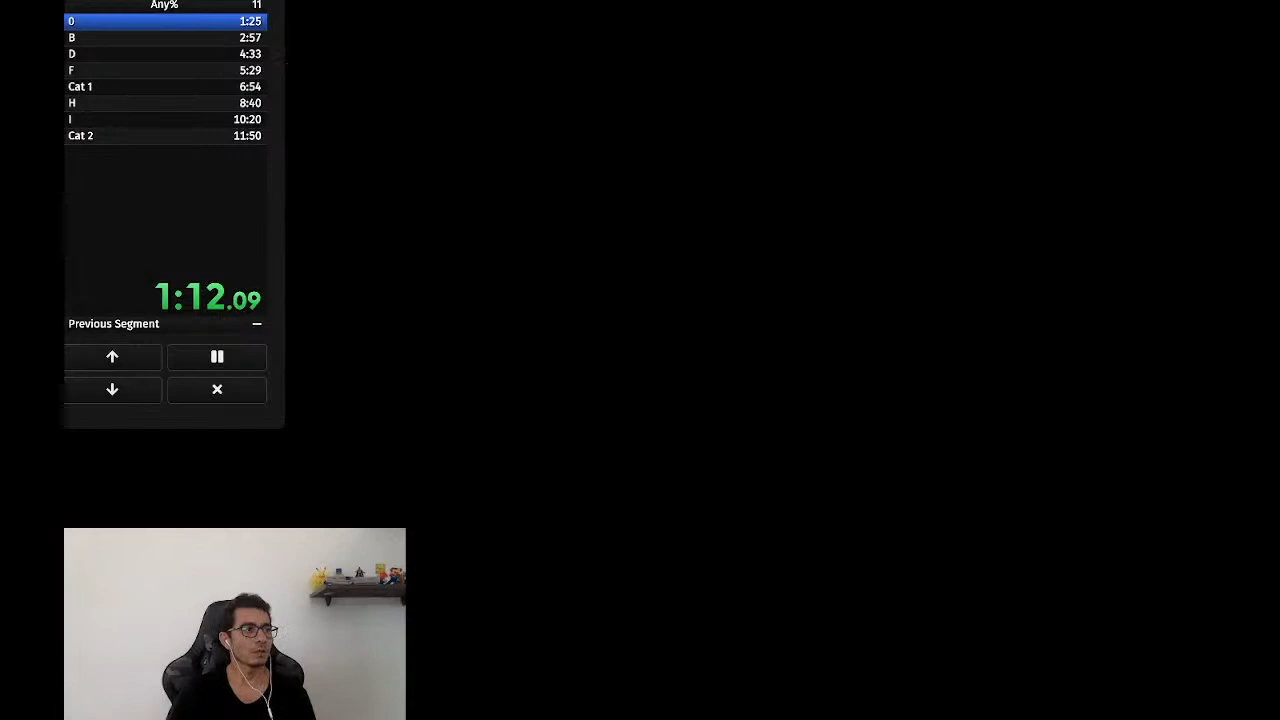 Any% 11
0 1:25
B 2:57
D 4:33
F 5:29
Cat 1 6:54
H 8:40
I 10:20
Cat 2 11:50
1:12.09
Previous Segment —